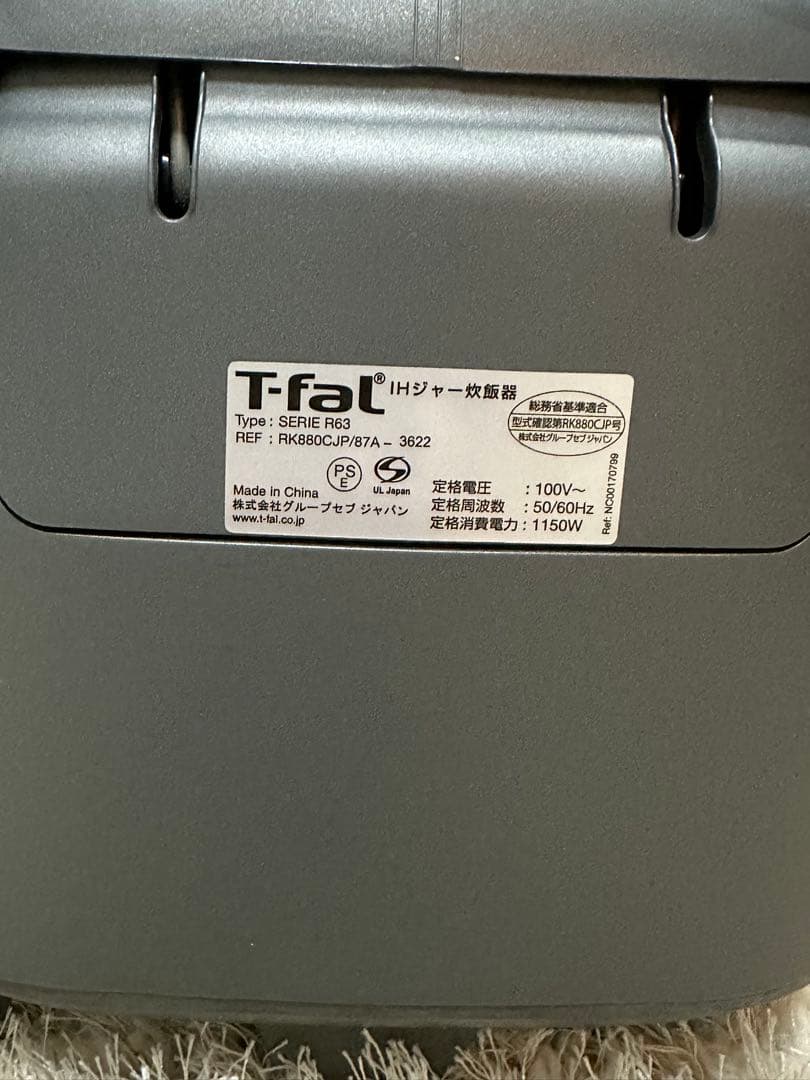 T-fal® IHジャー炊飯器
Type : SERIE R63
REF : RK880CJP/87A - 3622
総務省基準適合
型式確認第RK880CJP号
株式会社グループセブ ジャパン
PS
E
UL Japan
Made in China
株式会社グループセブ ジャパン
www.t-fal.co.jp
定格電圧 : 100V～
定格周波数 : 50/60Hz
定格消費電力 : 1150W
Ref: NC00170799